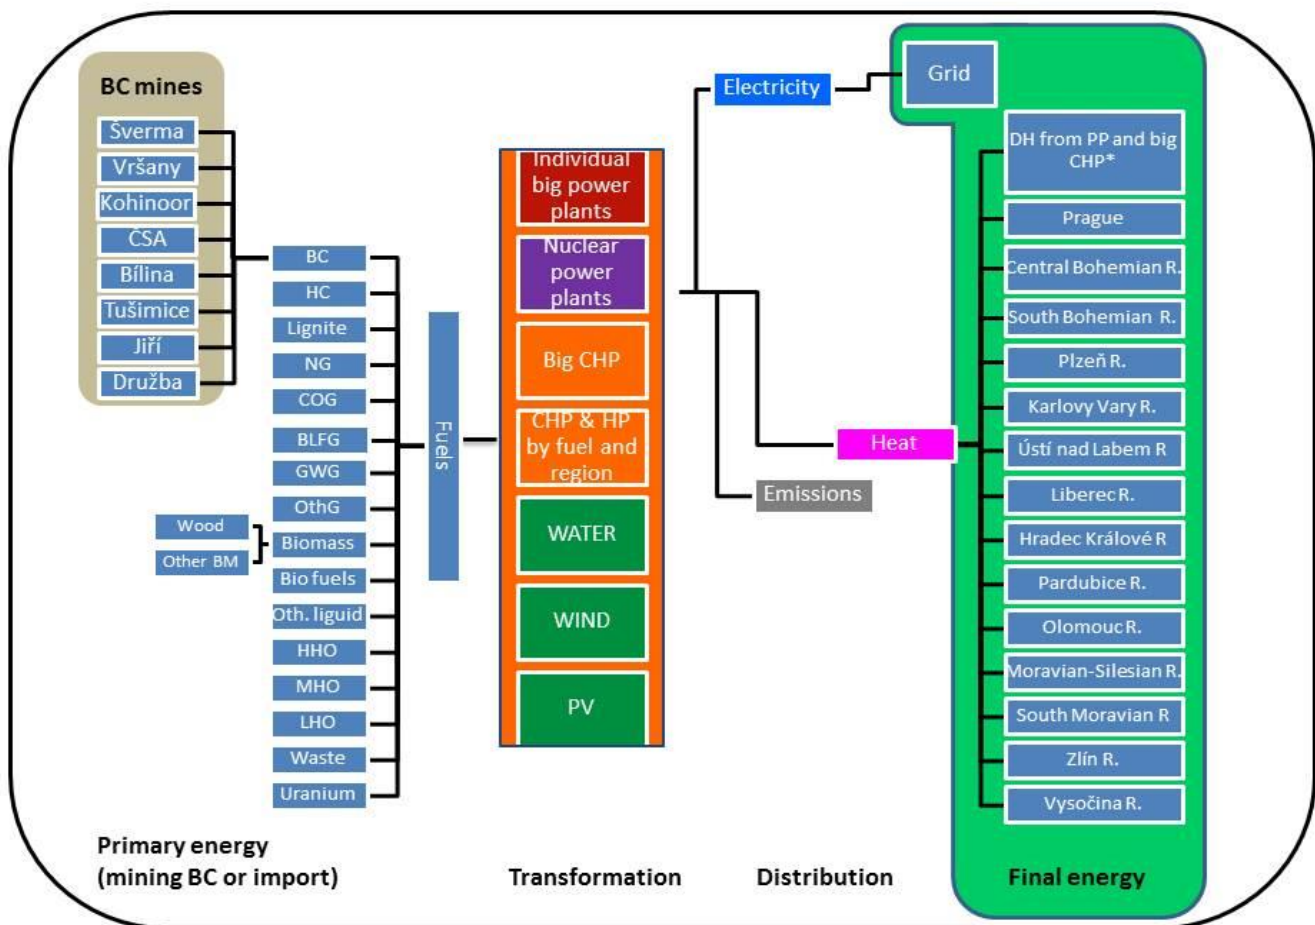 BC mines
Šverma
Vršany
Kohinoor
ČSA
Bílina
Tušimice
Jiří
Družba
BC
HC
Lignite
NG
COG
BLFG
GWG
OthG
Biomass
Bio fuels
Oth. liguid
HHO
MHO
LHO
Waste
Uranium
Wood
Other BM
Fuels
Individual
big power
plants
Nuclear
power
plants
Big CHP
CHP & HP
by fuel and
region
WATER
WIND
PV
Electricity
Heat
Emissions
Grid
DH from PP and big
CHP*
Prague
Central Bohemian R.
South Bohemian R.
Plzeň R.
Karlovy Vary R.
Ústí nad Labem R
Liberec R.
Hradec Králové R
Pardubice R.
Olomouc R.
Moravian-Silesian R.
South Moravian R
Zlín R.
Vysočina R.
Primary energy
(mining BC or import)
Transformation
Distribution
Final energy